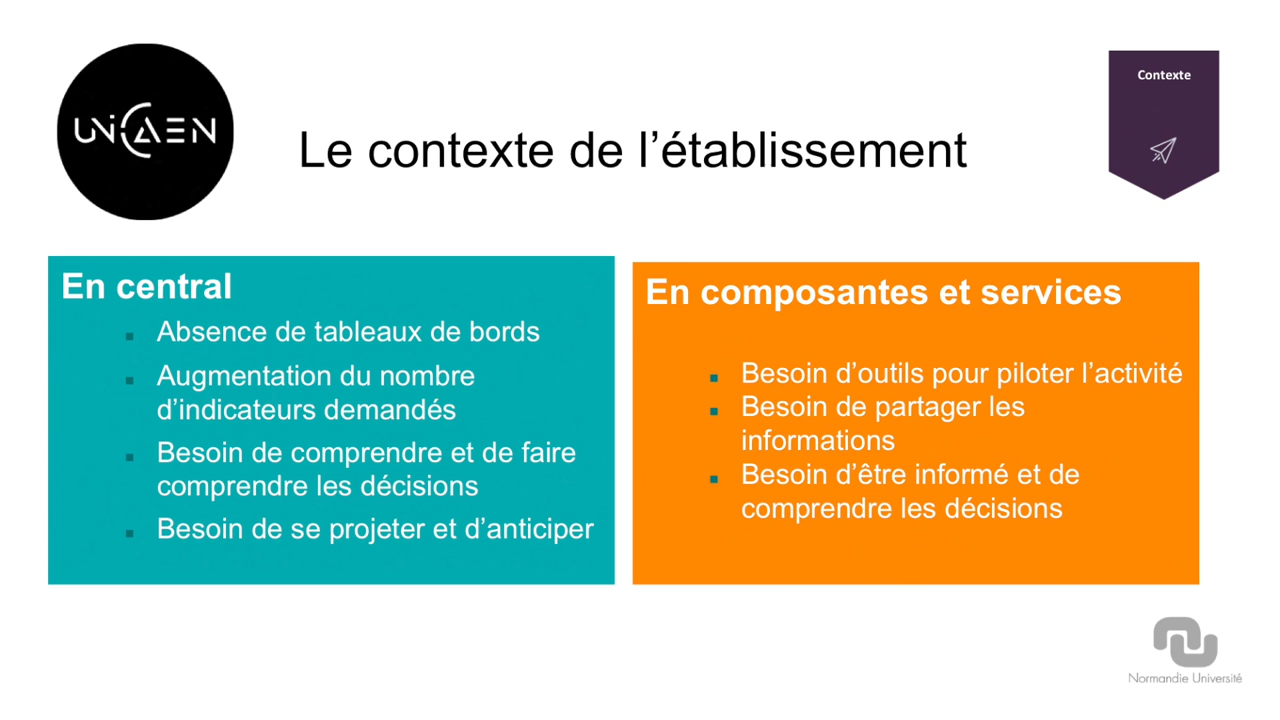 UNICAEN
Contexte
Le contexte de l’établissement
En central
Absence de tableaux de bords
Augmentation du nombre
d’indicateurs demandés
Besoin de comprendre et de faire
comprendre les décisions
Besoin de se projeter et d’anticiper
En composantes et services
Besoin d’outils pour piloter l’activité
Besoin de partager les
informations
Besoin d’être informé et de
comprendre les décisions
Normandie Université